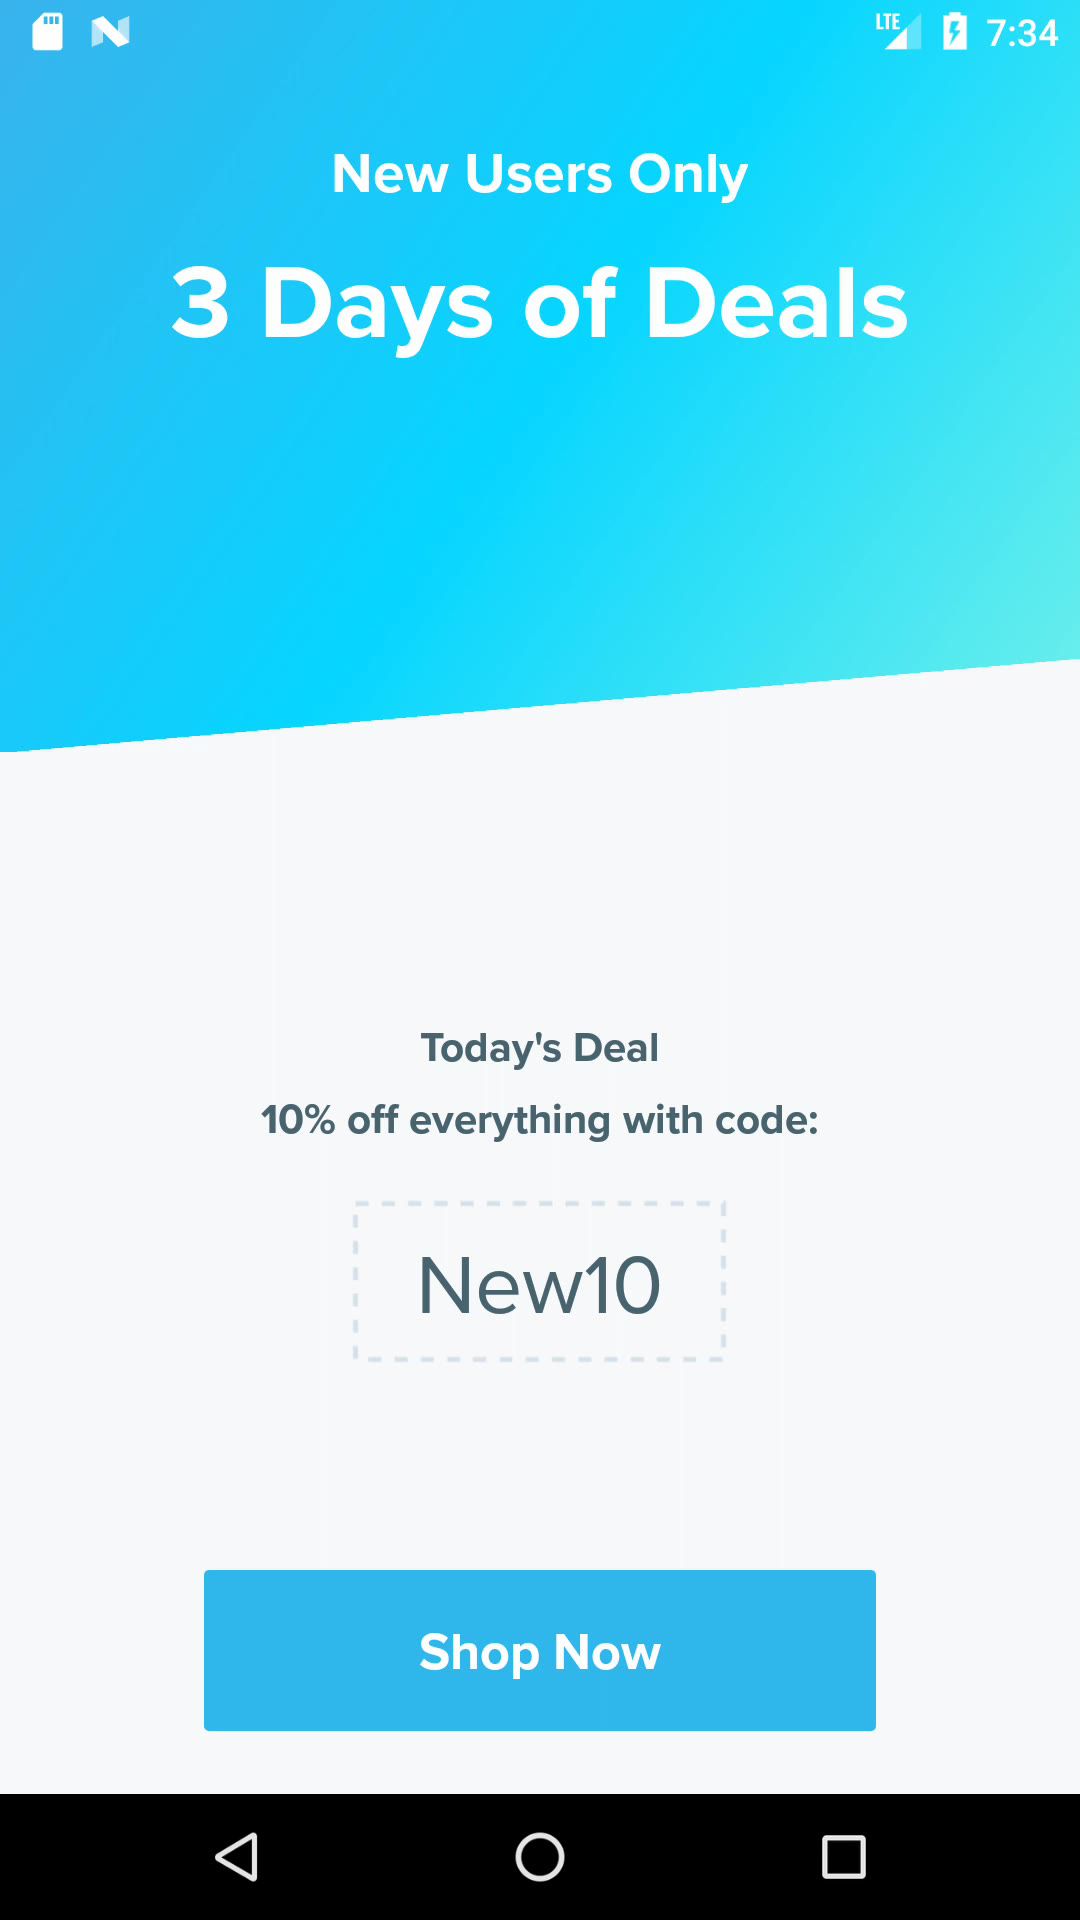 LTE 7:34
New Users Only
3 Days of Deals
Today's Deal
10% off everything with code:
New10
Shop Now